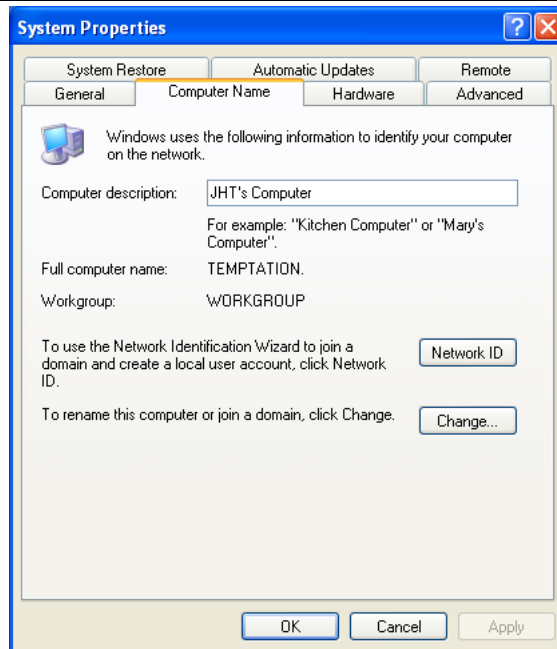 System Properties
?
System Restore Automatic Updates Remote
General Computer Name Hardware Advanced
Windows uses the following information to identify your computer
on the network.
Computer description: JHT's Computer
For example: "Kitchen Computer" or "Mary's
Computer".
Full computer name: TEMPTATION.
Workgroup: WORKGROUP
To use the Network Identification Wizard to join a
domain and create a local user account, click Network
ID.
Network ID
To rename this computer or join a domain, click Change.
Change...
OK Cancel Apply